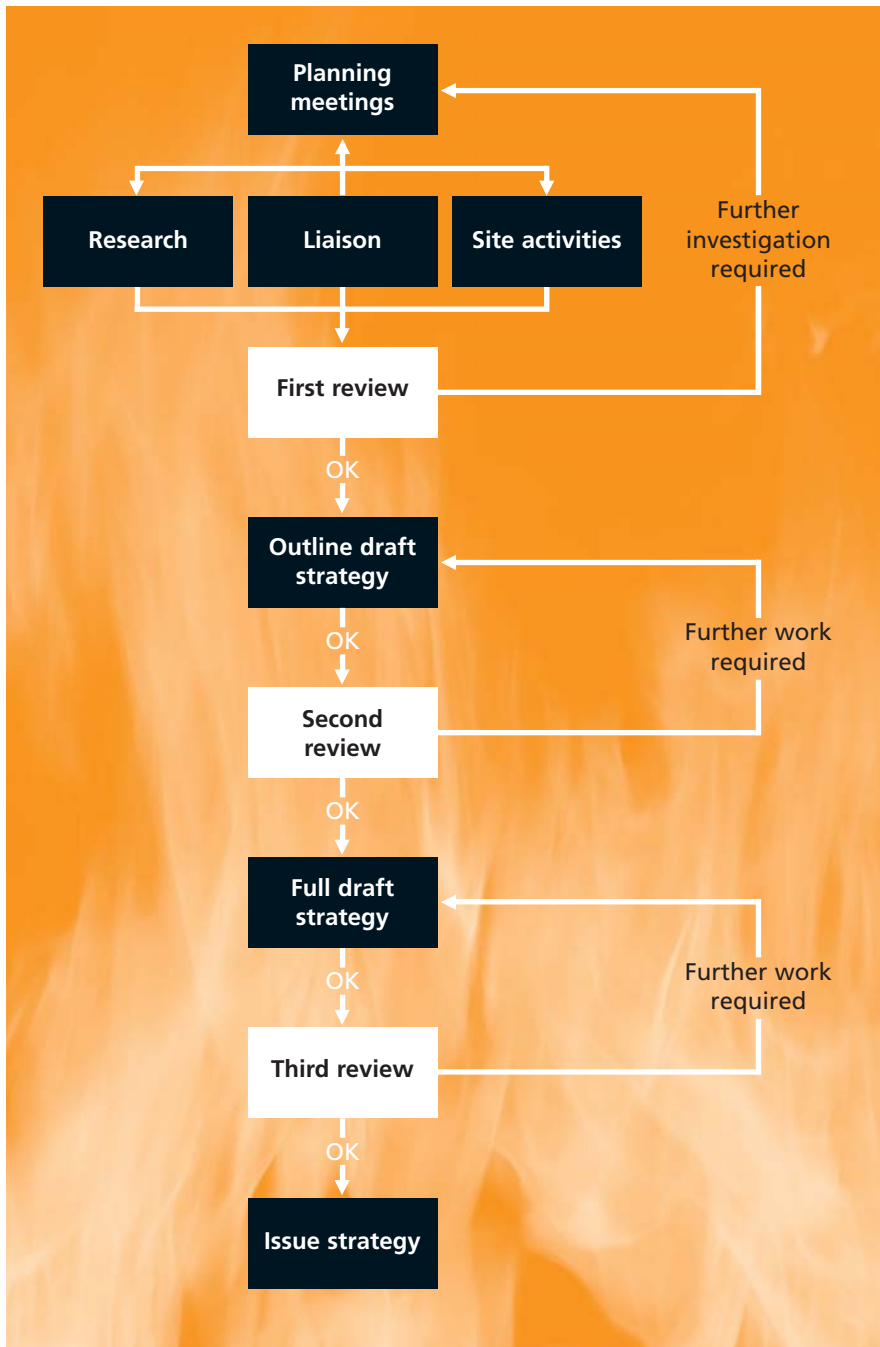 Planning
meetings
Research
Liaison
Site activities
Further
investigation
required
First review
OK
Outline draft
strategy
OK
Further work
required
Second
review
OK
Full draft
strategy
OK
Further work
required
Third review
OK
Issue strategy